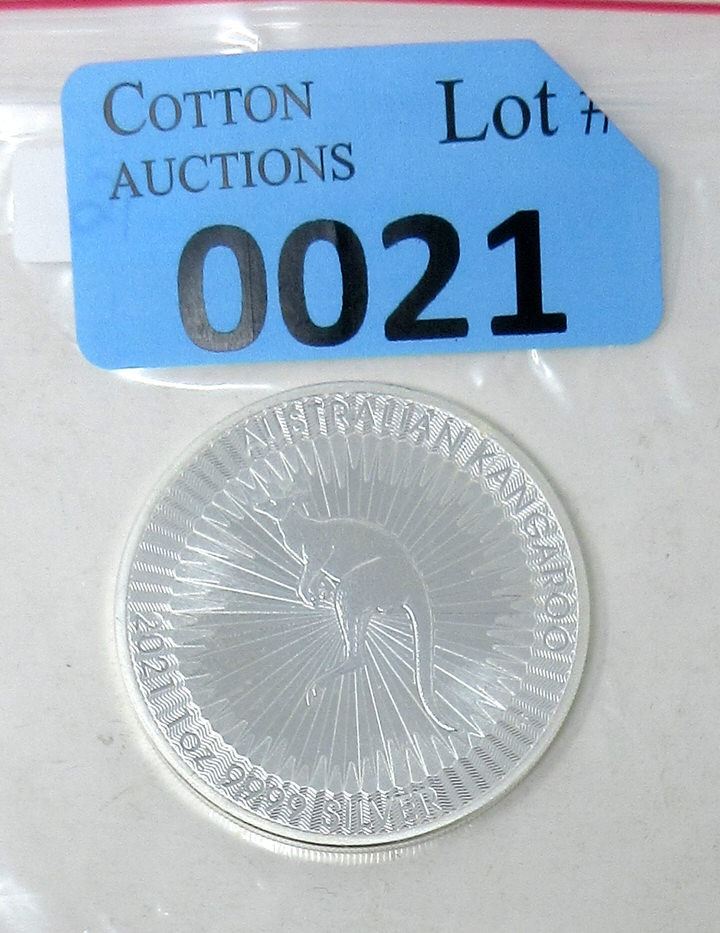 COTTON
AUCTIONS
Lot #
0021
AUSTRALIAN KANGAROO
2021 1oz 9999 SILVER